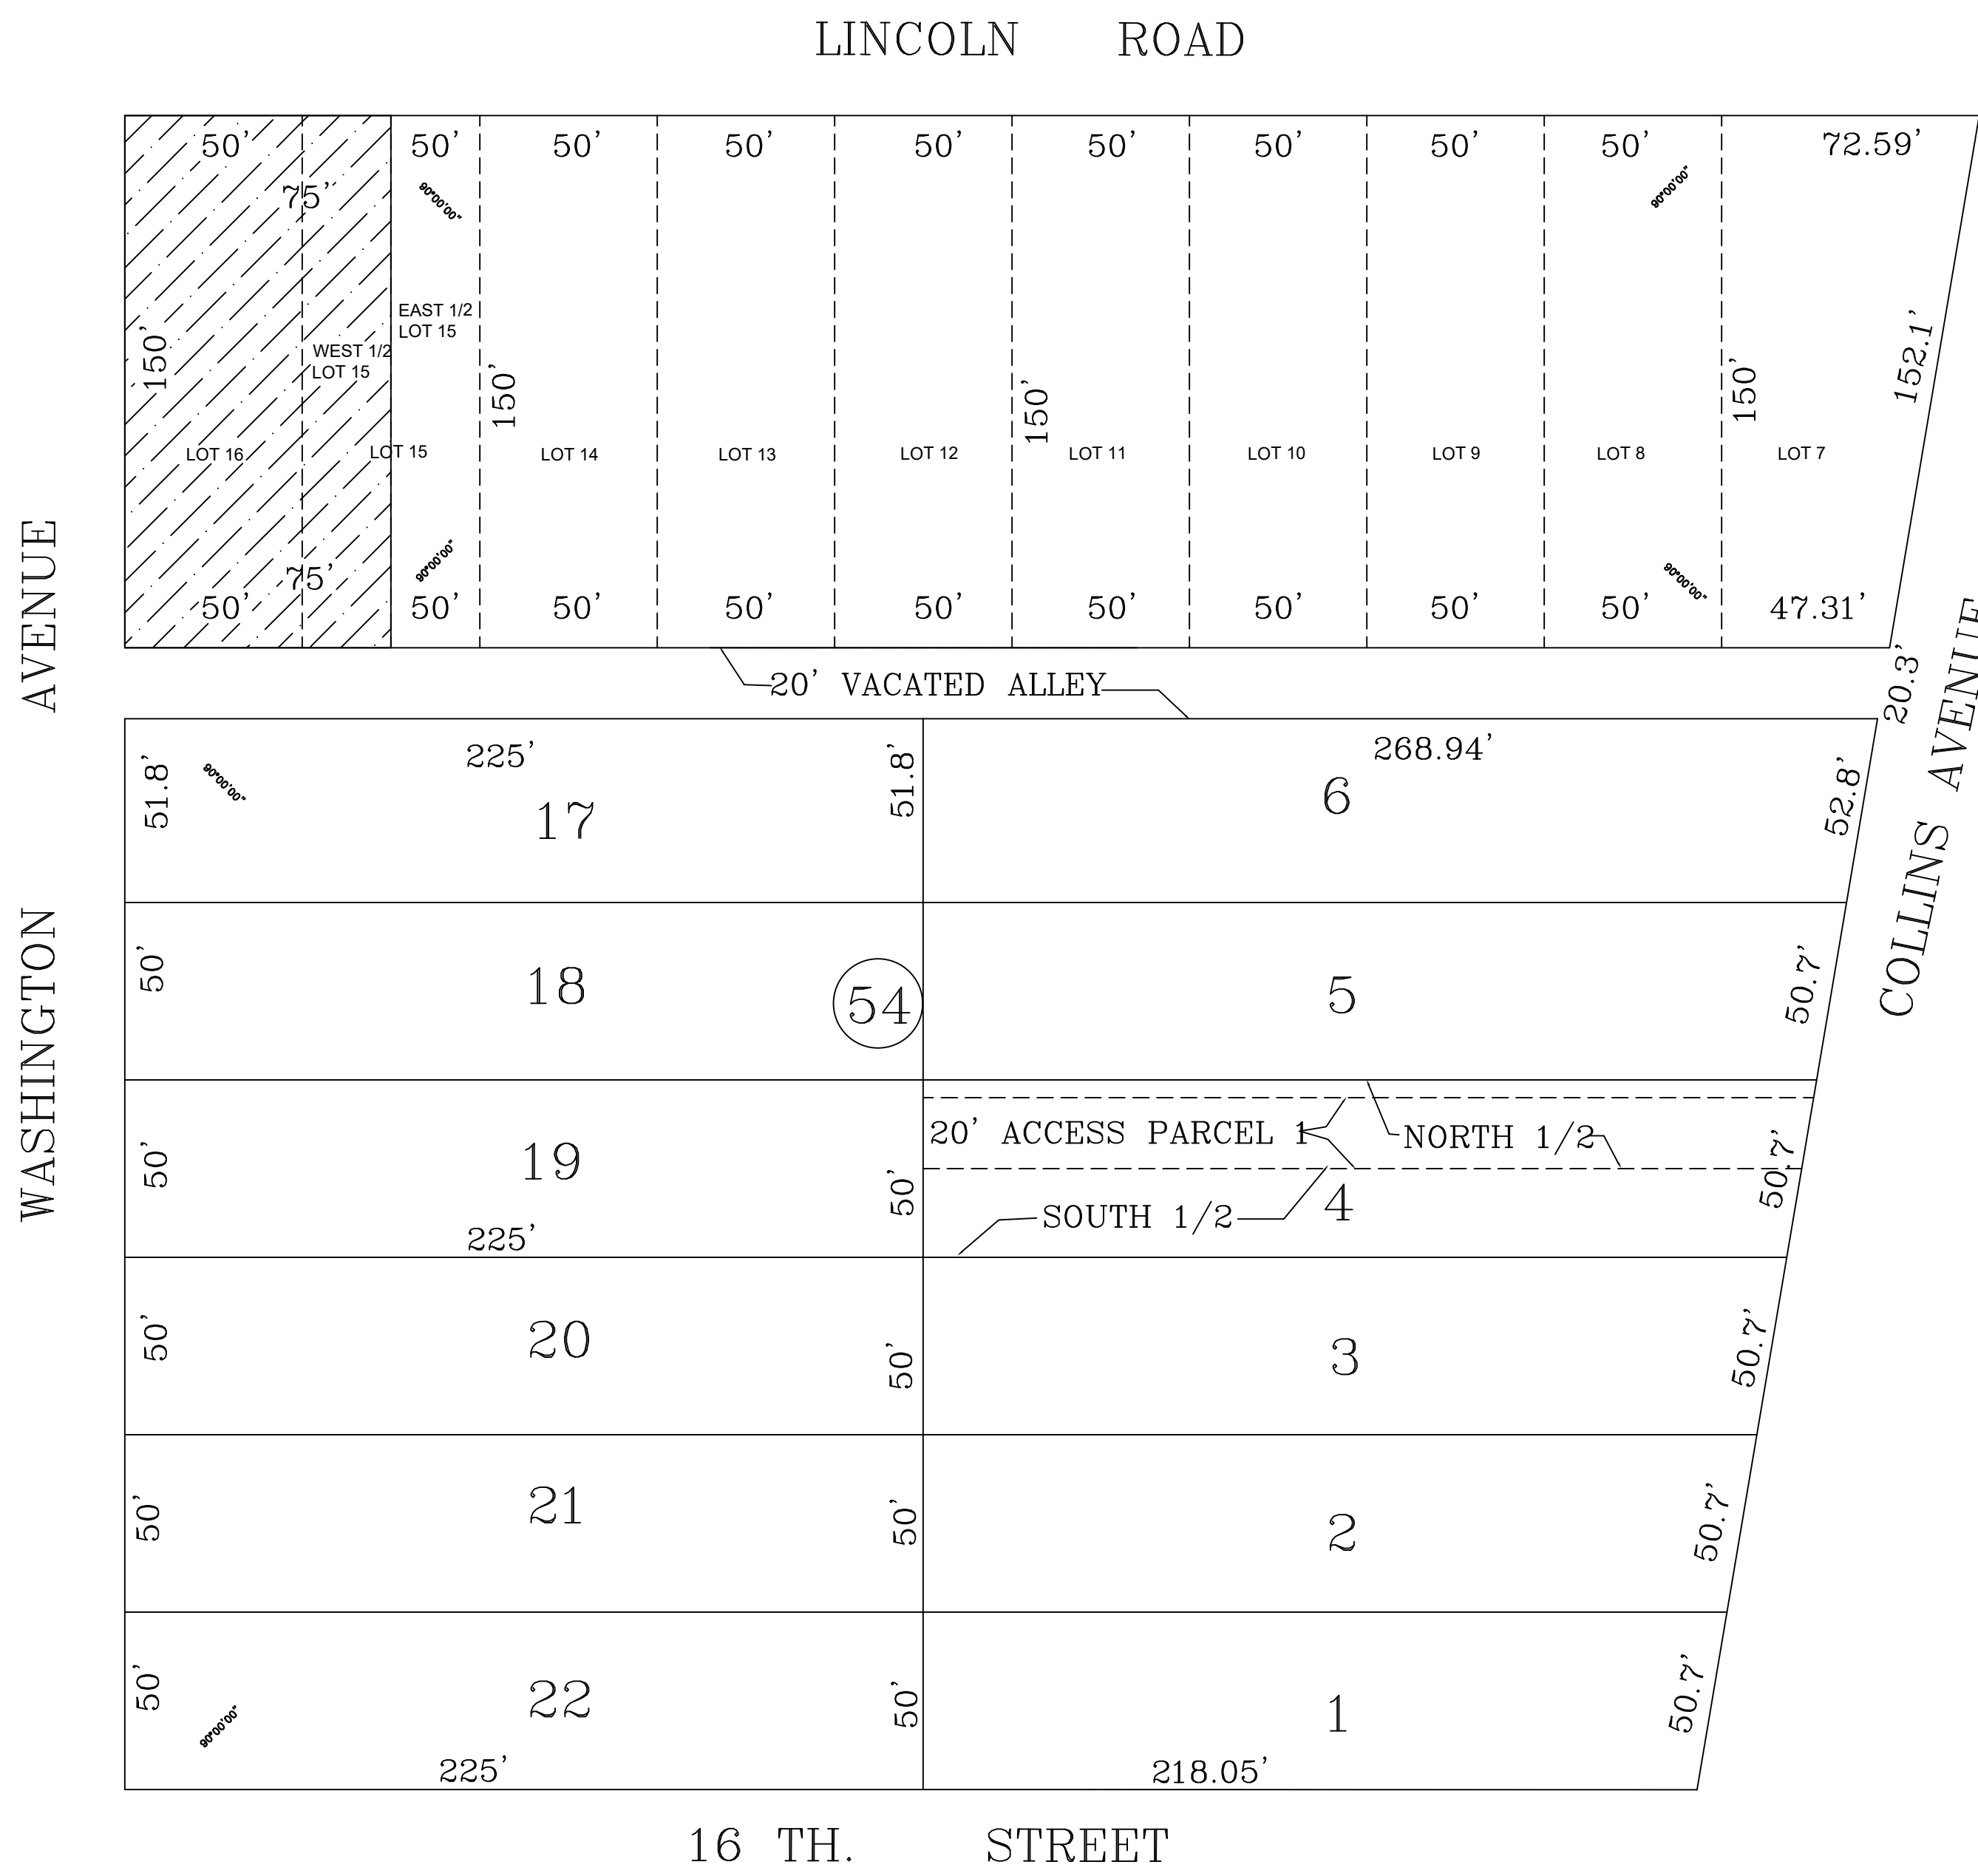 LINCOLN ROAD
50' 50' 50' 50' 50' 50' 50' 50' 50' 72.59'
75'
90°00'00" 90°00'00"
EAST 1/2
LOT 15
WEST 1/2
LOT 15
150' 150' 150' 150' 152.1'
LOT 16 LOT 15 LOT 14 LOT 13 LOT 12 LOT 11 LOT 10 LOT 9 LOT 8 LOT 7
90°00'00" 90°00'00"
75'
50' 50' 50' 50' 50' 50' 50' 50' 50' 47.31'
20' VACATED ALLEY
20.3'
WASHINGTON AVENUE
COLLINS AVENUE
225' 268.94'
51.8' 90°00'00" 51.8' 52.8'
17 6
50' 18 54 5 50.7'
20' ACCESS PARCEL 1 NORTH 1/2
50' 19 50' 4 50.7'
SOUTH 1/2
225'
50' 20 50' 3 50.7'
50' 21 50' 2 50.7'
50' 22 50' 1 50.7'
90°00'00"
225' 218.05'
16 TH. STREET